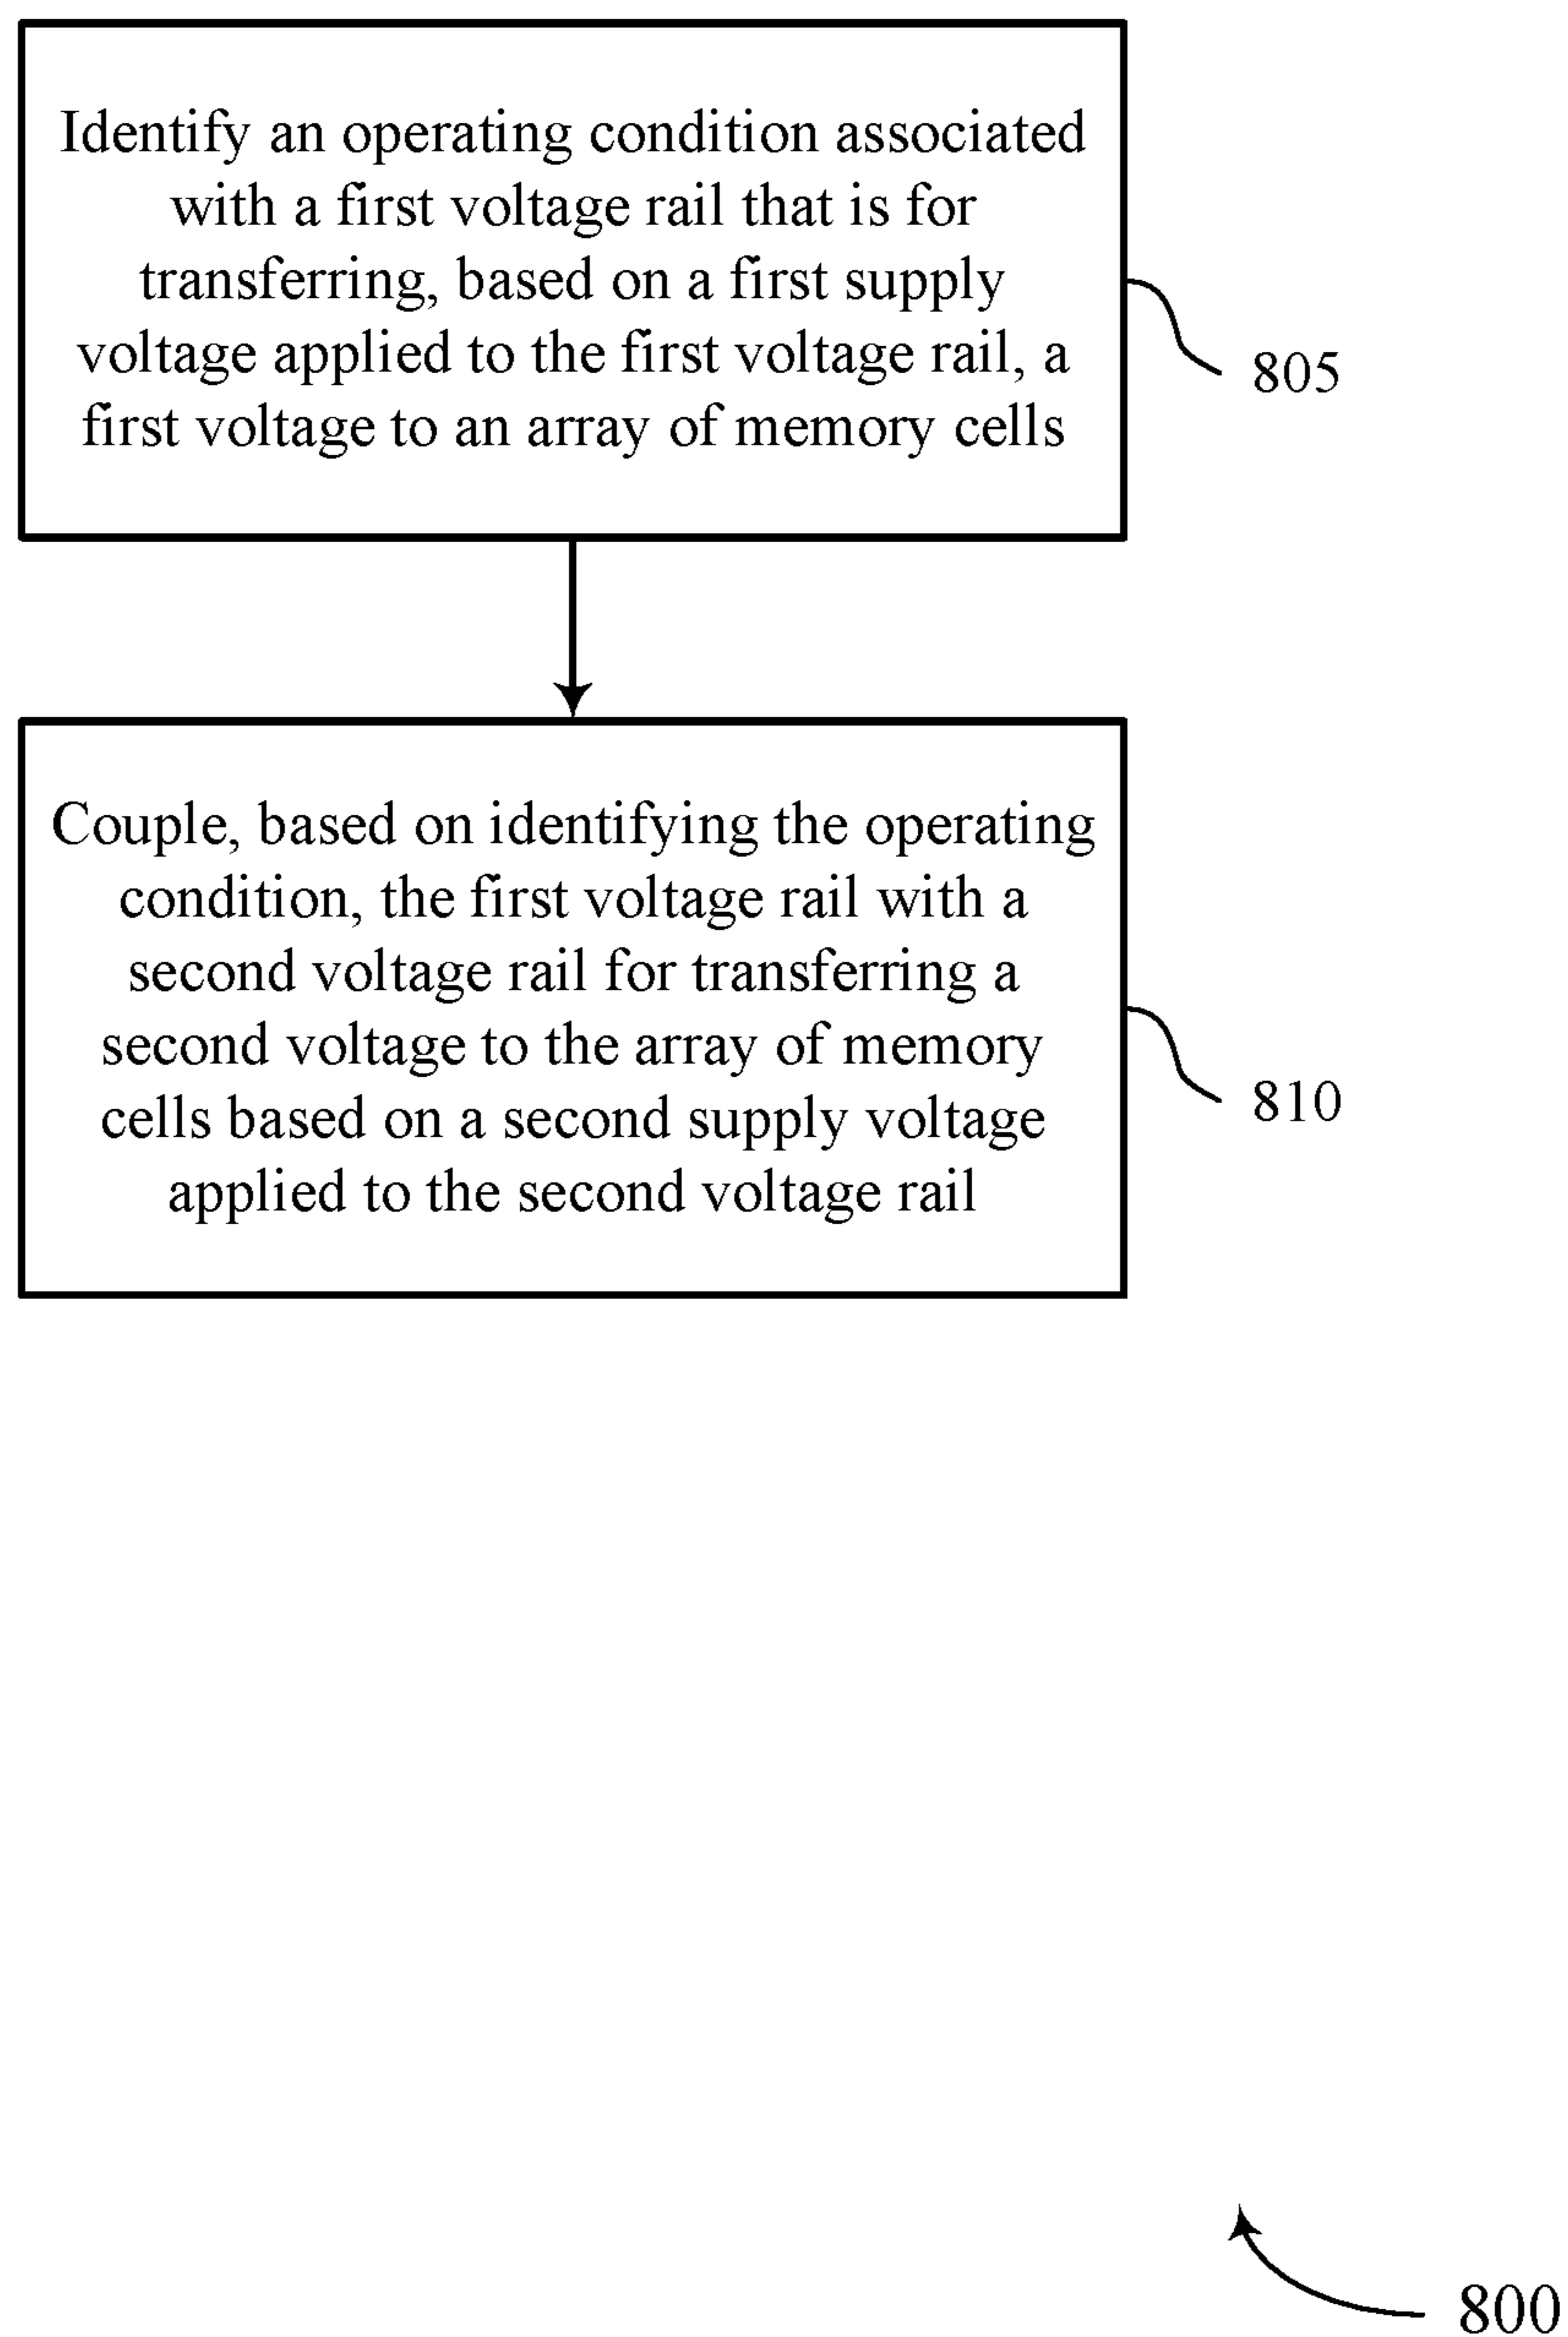 Identify an operating condition associated
with a first voltage rail that is for
transferring, based on a first supply
voltage applied to the first voltage rail, a
first voltage to an array of memory cells
805
Couple, based on identifying the operating
condition, the first voltage rail with a
second voltage rail for transferring a
second voltage to the array of memory
cells based on a second supply voltage
applied to the second voltage rail
810
800